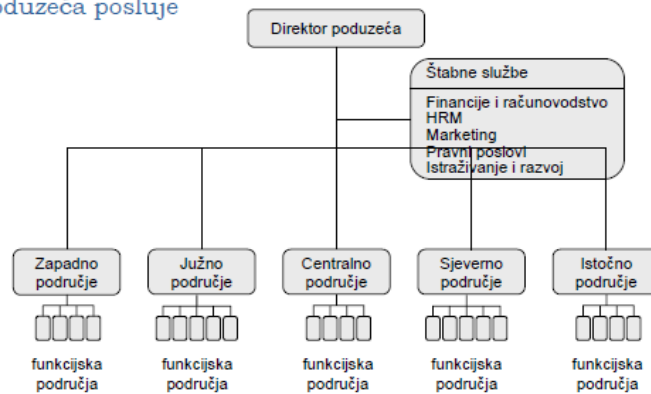 poduzeća posluje
Direktor poduzeća
Štabne službe
Financije i računovodstvo
HRM
Marketing
Pravni poslovi
Istraživanje i razvoj
Zapadno
područje
Južno
područje
Centralno
područje
Sjeverno
područje
Istočno
područje
funkcijska
područja
funkcijska
područja
funkcijska
područja
funkcijska
područja
funkcijska
područja